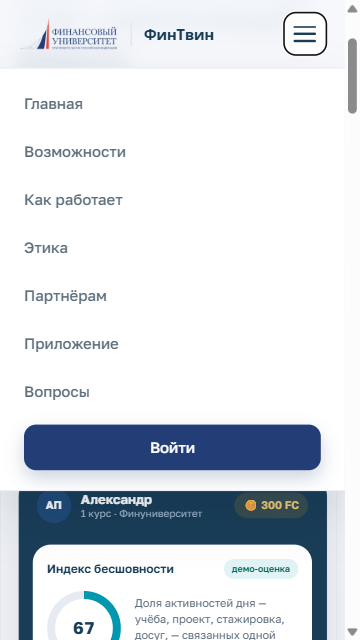 ФИНАНСОВЫЙ
УНИВЕРСИТЕТ
ФинТвин
Главная
Возможности
Как работает
Этика
Партнёрам
Приложение
Вопросы
Войти
АП
Александр
1 курс · Финуниверситет
300 FC
Индекс бесшовности
демо-оценка
67
Доля активностей дня —
учёба, проект, стажировка,
досуг, — связанных одной